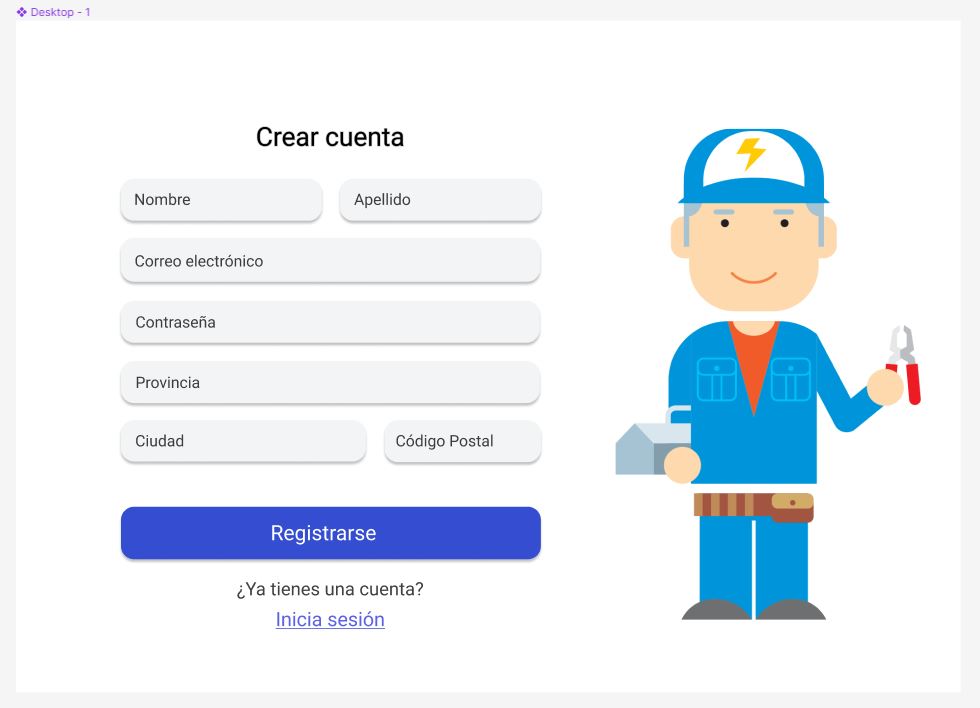 Desktop - 1
Crear cuenta
Nombre
Apellido
Correo electrónico
Contraseña
Provincia
Ciudad
Código Postal
Registrarse
¿Ya tienes una cuenta?
Inicia sesión